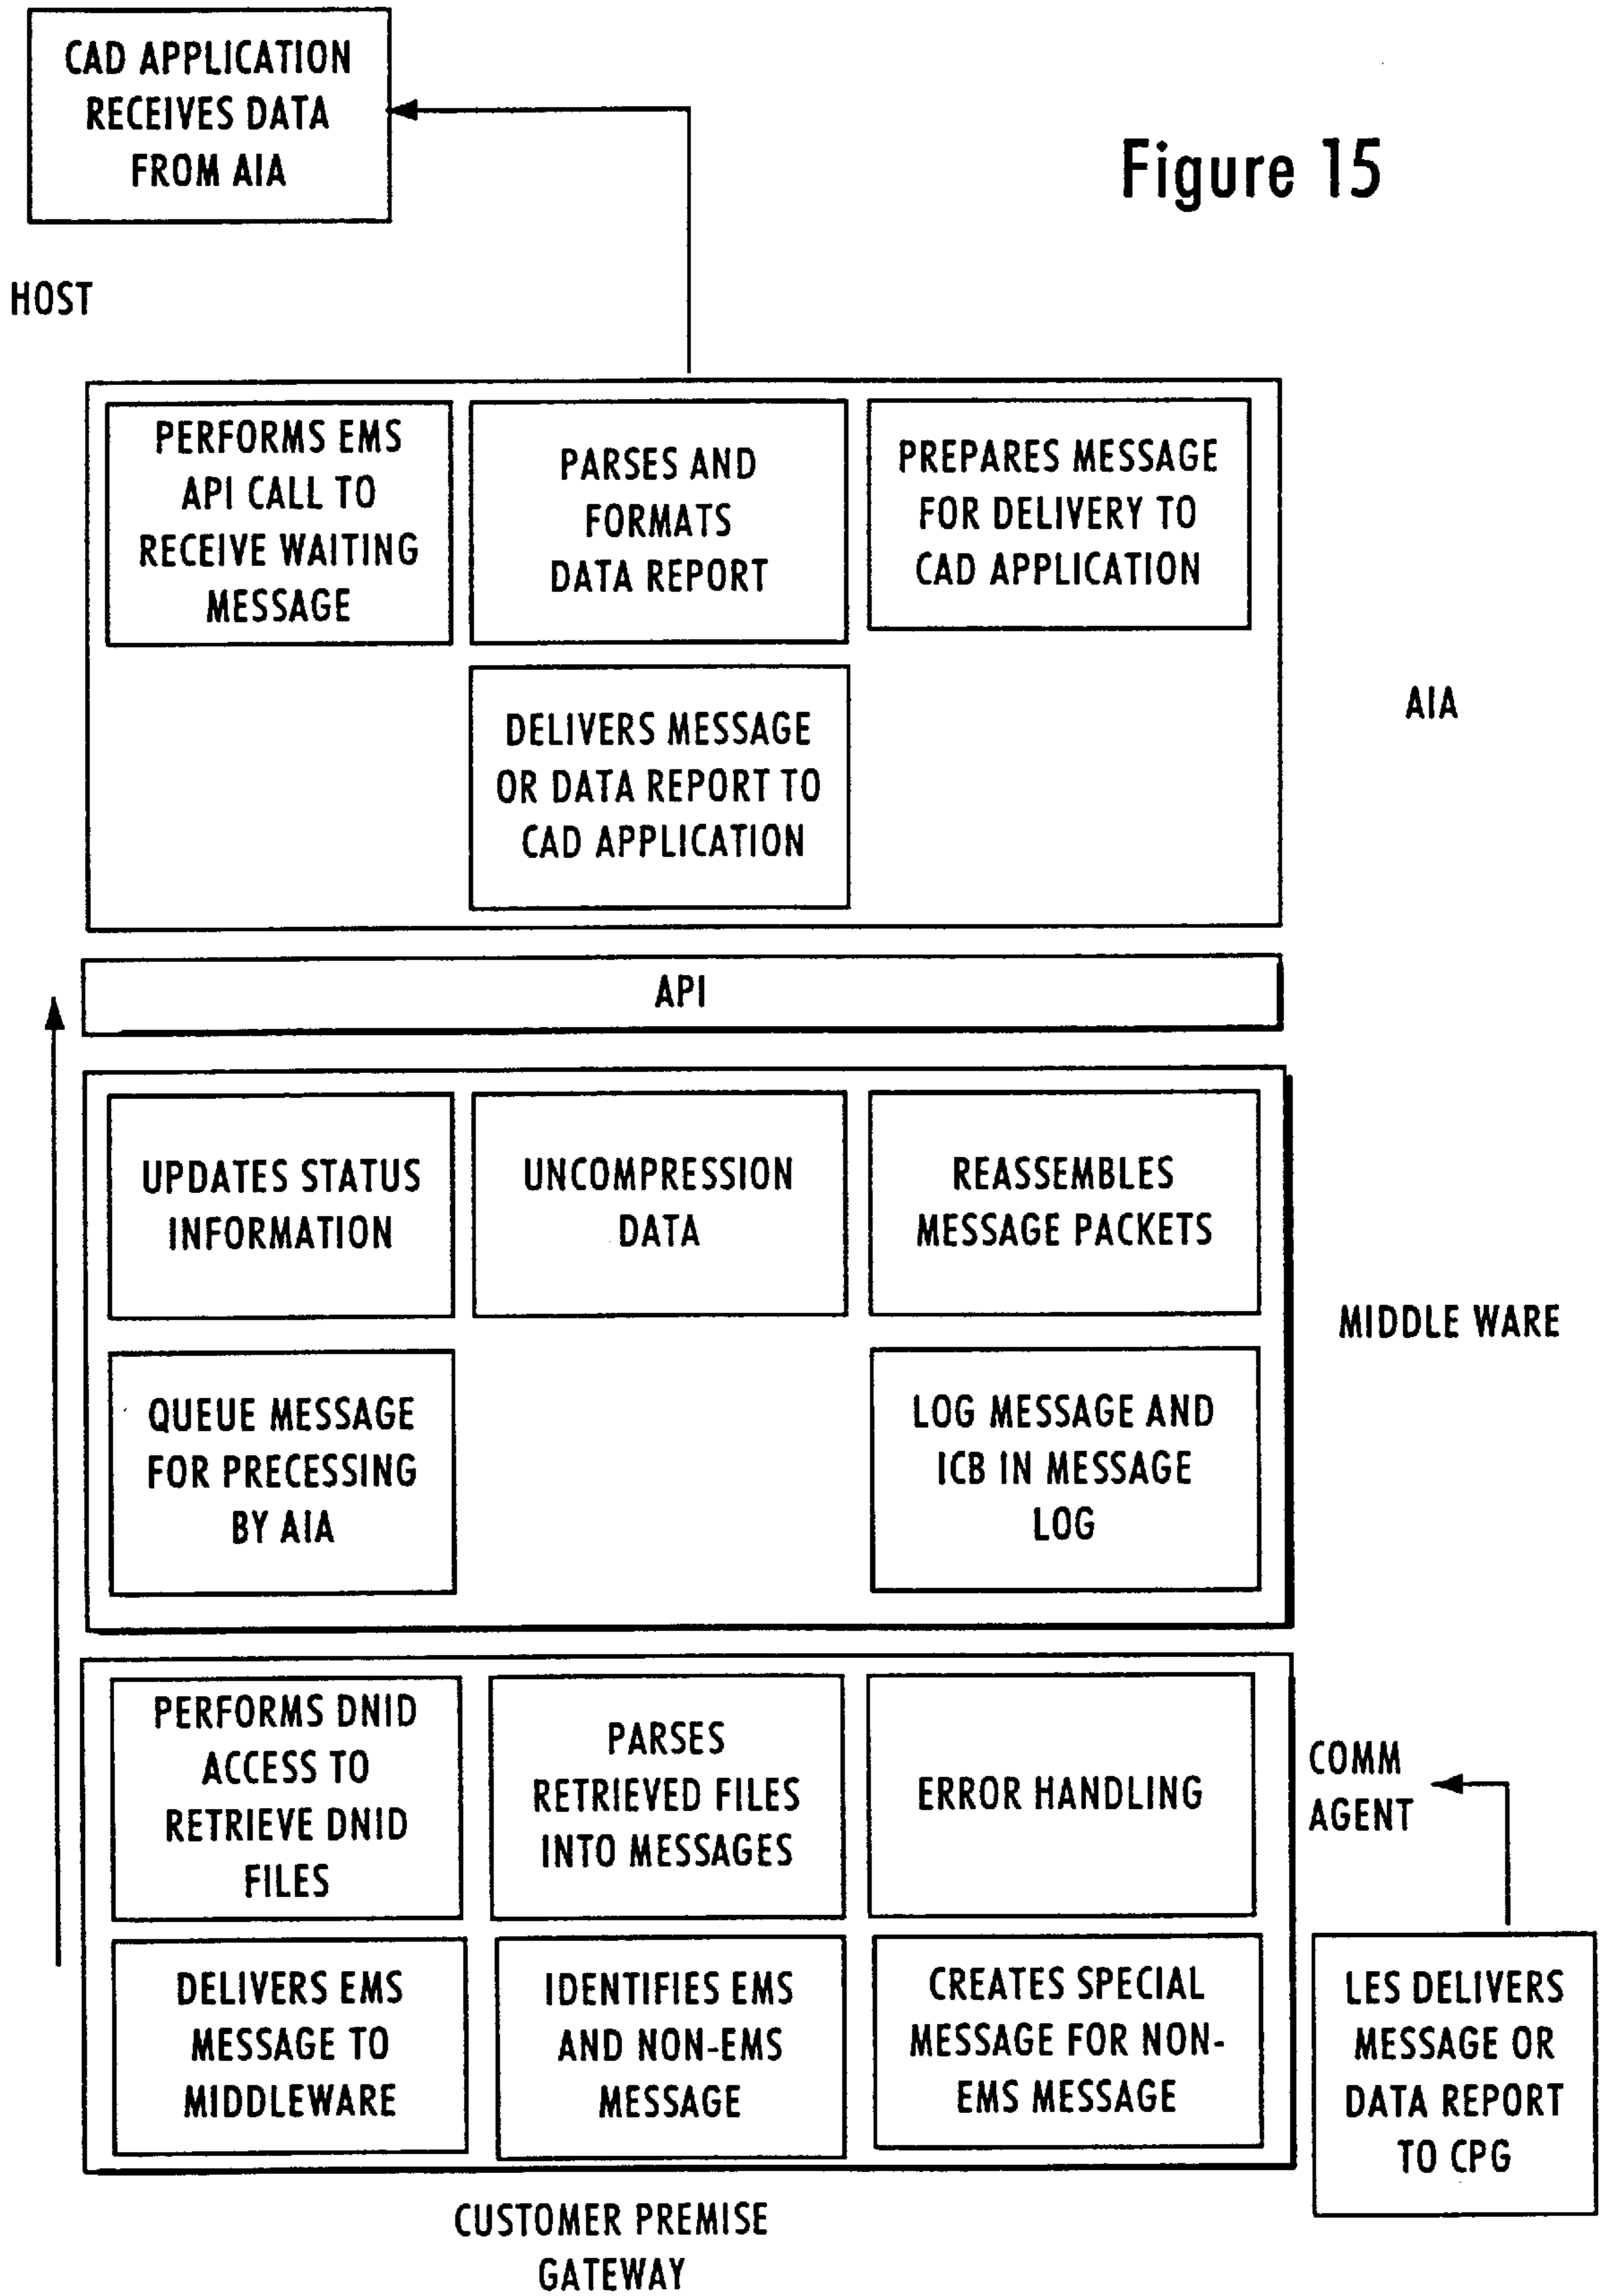 CAD APPLICATION
RECEIVES DATA
FROM AIA
Figure 15
HOST
PERFORMS EMS
API CALL TO
RECEIVE WAITING
MESSAGE
PARSES AND
FORMATS
DATA REPORT
PREPARES MESSAGE
FOR DELIVERY TO
CAD APPLICATION
DELIVERS MESSAGE
OR DATA REPORT TO
CAD APPLICATION
AIA
API
UPDATES STATUS
INFORMATION
UNCOMPRESSION
DATA
REASSEMBLES
MESSAGE PACKETS
QUEUE MESSAGE
FOR PRECESSING
BY AIA
LOG MESSAGE AND
ICB IN MESSAGE
LOG
MIDDLE WARE
PERFORMS DNID
ACCESS TO
RETRIEVE DNID
FILES
PARSES
RETRIEVED FILES
INTO MESSAGES
ERROR HANDLING
COMM
AGENT
DELIVERS EMS
MESSAGE TO
MIDDLEWARE
IDENTIFIES EMS
AND NON-EMS
MESSAGE
CREATES SPECIAL
MESSAGE FOR NON-
EMS MESSAGE
LES DELIVERS
MESSAGE OR
DATA REPORT
TO CPG
CUSTOMER PREMISE
GATEWAY